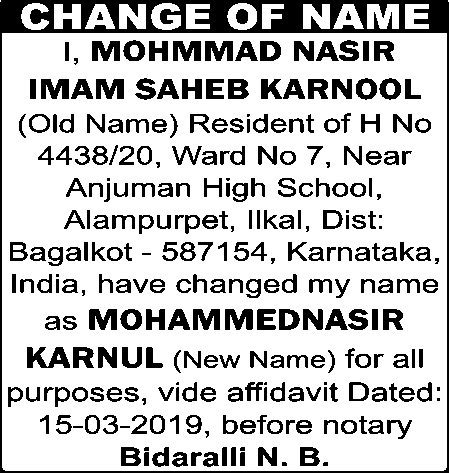 CHANGE OF NAME
I, MOHMMAD NASIR
IMAM SAHEB KARNOOL
(Old Name) Resident of H No
4438/20, Ward No 7, Near
Anjuman High School,
Alampurpet, Ilkal, Dist:
Bagalkot - 587154, Karnataka,
India, have changed my name
as MOHAMMEDNASIR
KARNUL (New Name) for all
purposes, vide affidavit Dated:
15-03-2019, before notary
Bidaralli N. B.